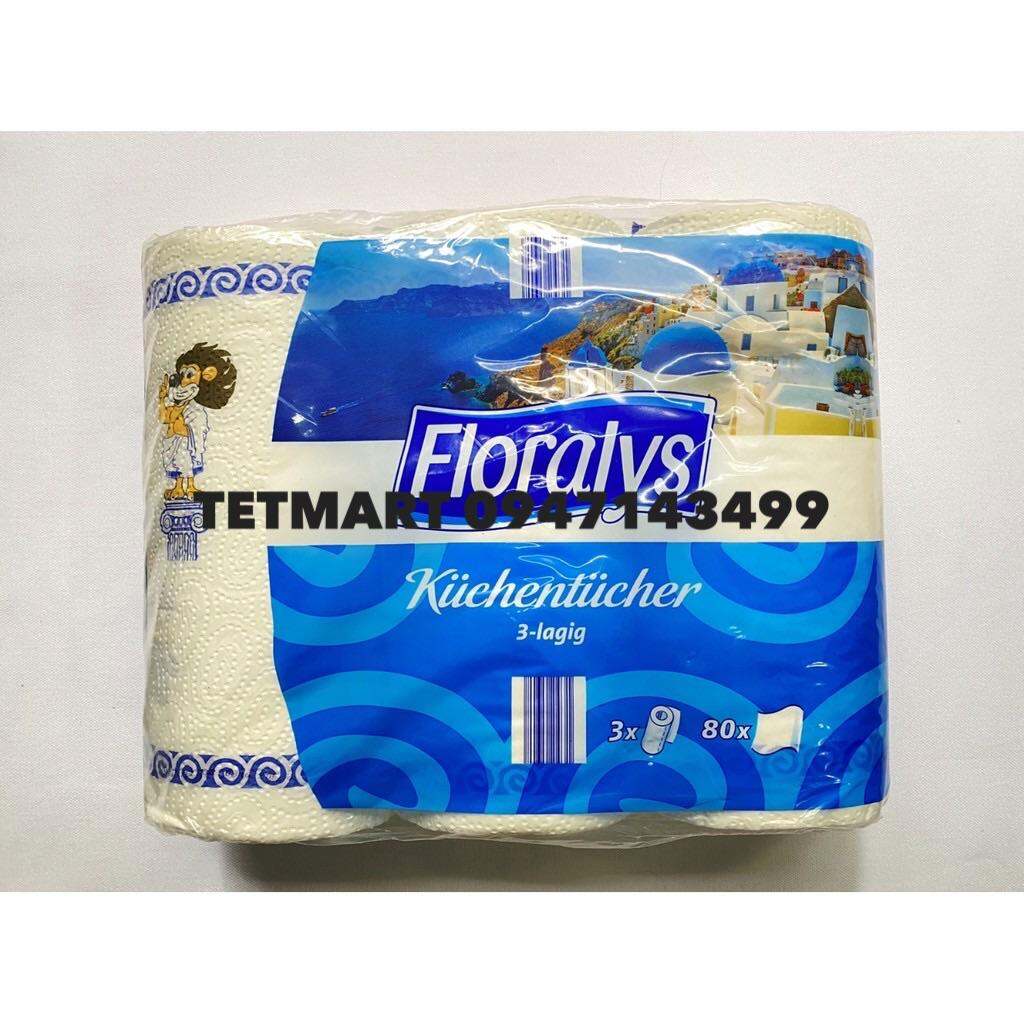 Floralys
TETMART 0947143499
Küchentücher
3-lagig
3x 80x